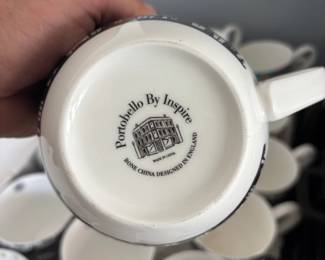 Portobello By Inspire
MADE IN CHINA
BONE CHINA DESIGNED IN ENGLAND